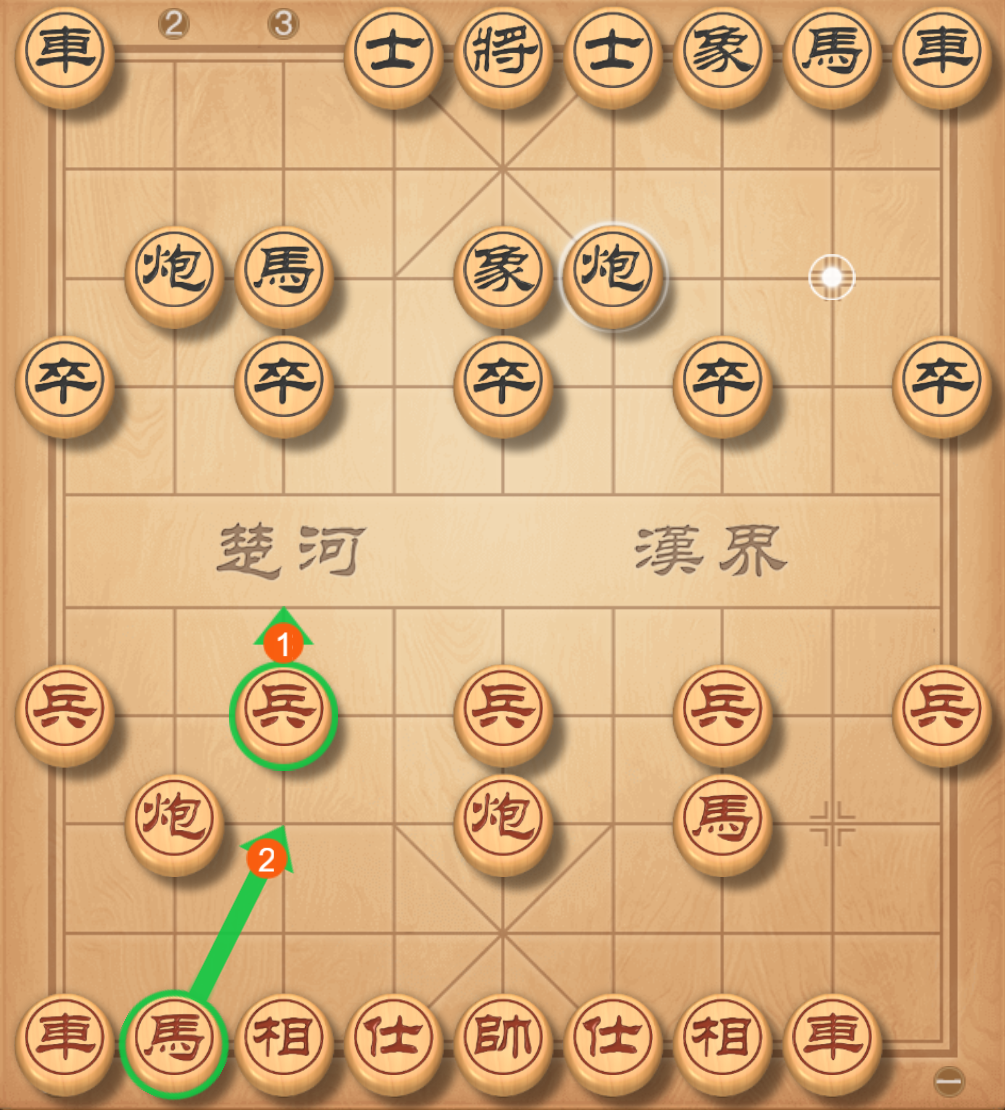 2 3
車 士 將 士 象 馬 車
炮 馬 象 炮
卒 卒 卒 卒 卒
楚河 漢界
1
兵 兵 兵 兵 兵
炮 炮 馬
2
車 馬 相 仕 帥 仕 相 車
一